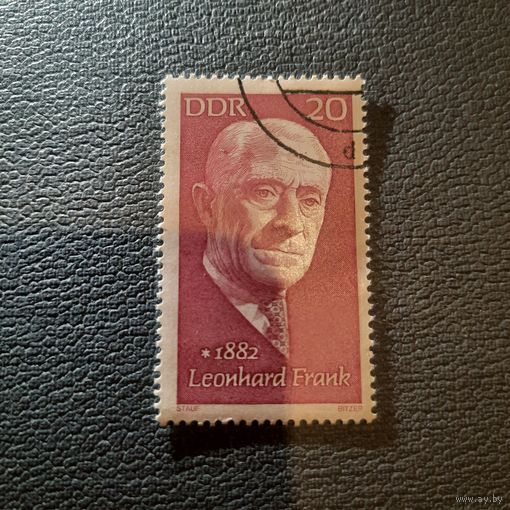 DDR 20
d
* 1882
Leonhard Frank
STAUF BITZER
www.ay.by